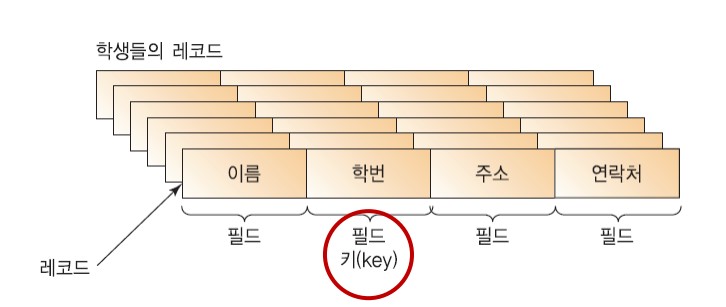 학생들의 레코드
이름 학번 주소 연락처
필드 필드 필드 필드
키(key)
레코드